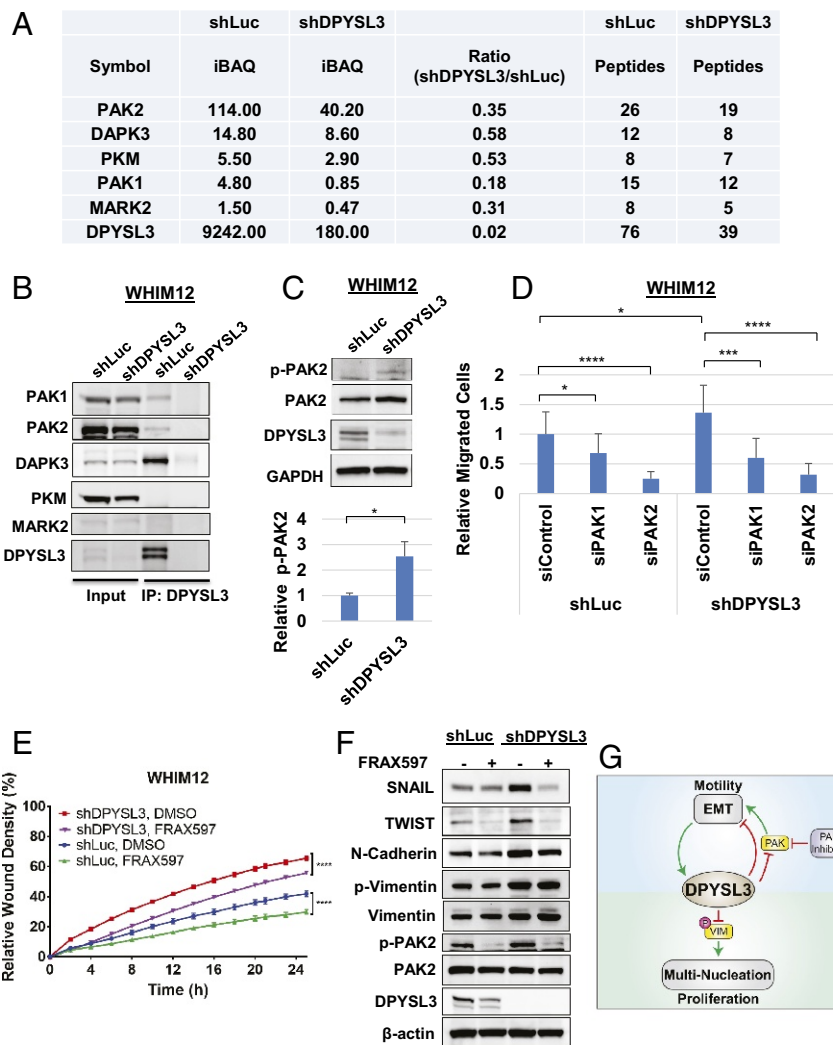 A
shLuc shDPYSL3 shLuc shDPYSL3
Symbol iBAQ iBAQ Ratio (shDPYSL3/shLuc) Peptides Peptides
PAK2 114.00 40.20 0.35 26 19
DAPK3 14.80 8.60 0.58 12 8
PKM 5.50 2.90 0.53 8 7
PAK1 4.80 0.85 0.18 15 12
MARK2 1.50 0.47 0.31 8 5
DPYSL3 9242.00 180.00 0.02 76 39
B
WHIM12
shLuc shDPYSL3 shLuc shDPYSL3
PAK1
PAK2
DAPK3
PKM
MARK2
DPYSL3
Input IP: DPYSL3
C
WHIM12
shLuc shDPYSL3
p-PAK2
PAK2
DPYSL3
GAPDH
*
Relative p-PAK2
4
3
2
1
0
shLuc shDPYSL3
D
WHIM12
*
**** ****
* ***
Relative Migrated Cells
2
1.5
1
0.5
0
siControl siPAK1 siPAK2 siControl siPAK1 siPAK2
shLuc shDPYSL3
E
WHIM12
Relative Wound Density (%)
100
80
60
40
20
0
shDPYSL3, DMSO
shDPYSL3, FRAX597
shLuc, DMSO
shLuc, FRAX597
****
****
0 4 8 12 16 20 24
Time (h)
F
shLuc shDPYSL3
FRAX597 - + - +
SNAIL
TWIST
N-Cadherin
p-Vimentin
Vimentin
p-PAK2
PAK2
DPYSL3
β-actin
G
Motility
EMT
PAK
PA
Inhib
DPYSL3
P
VIM
Multi-Nucleation
Proliferation